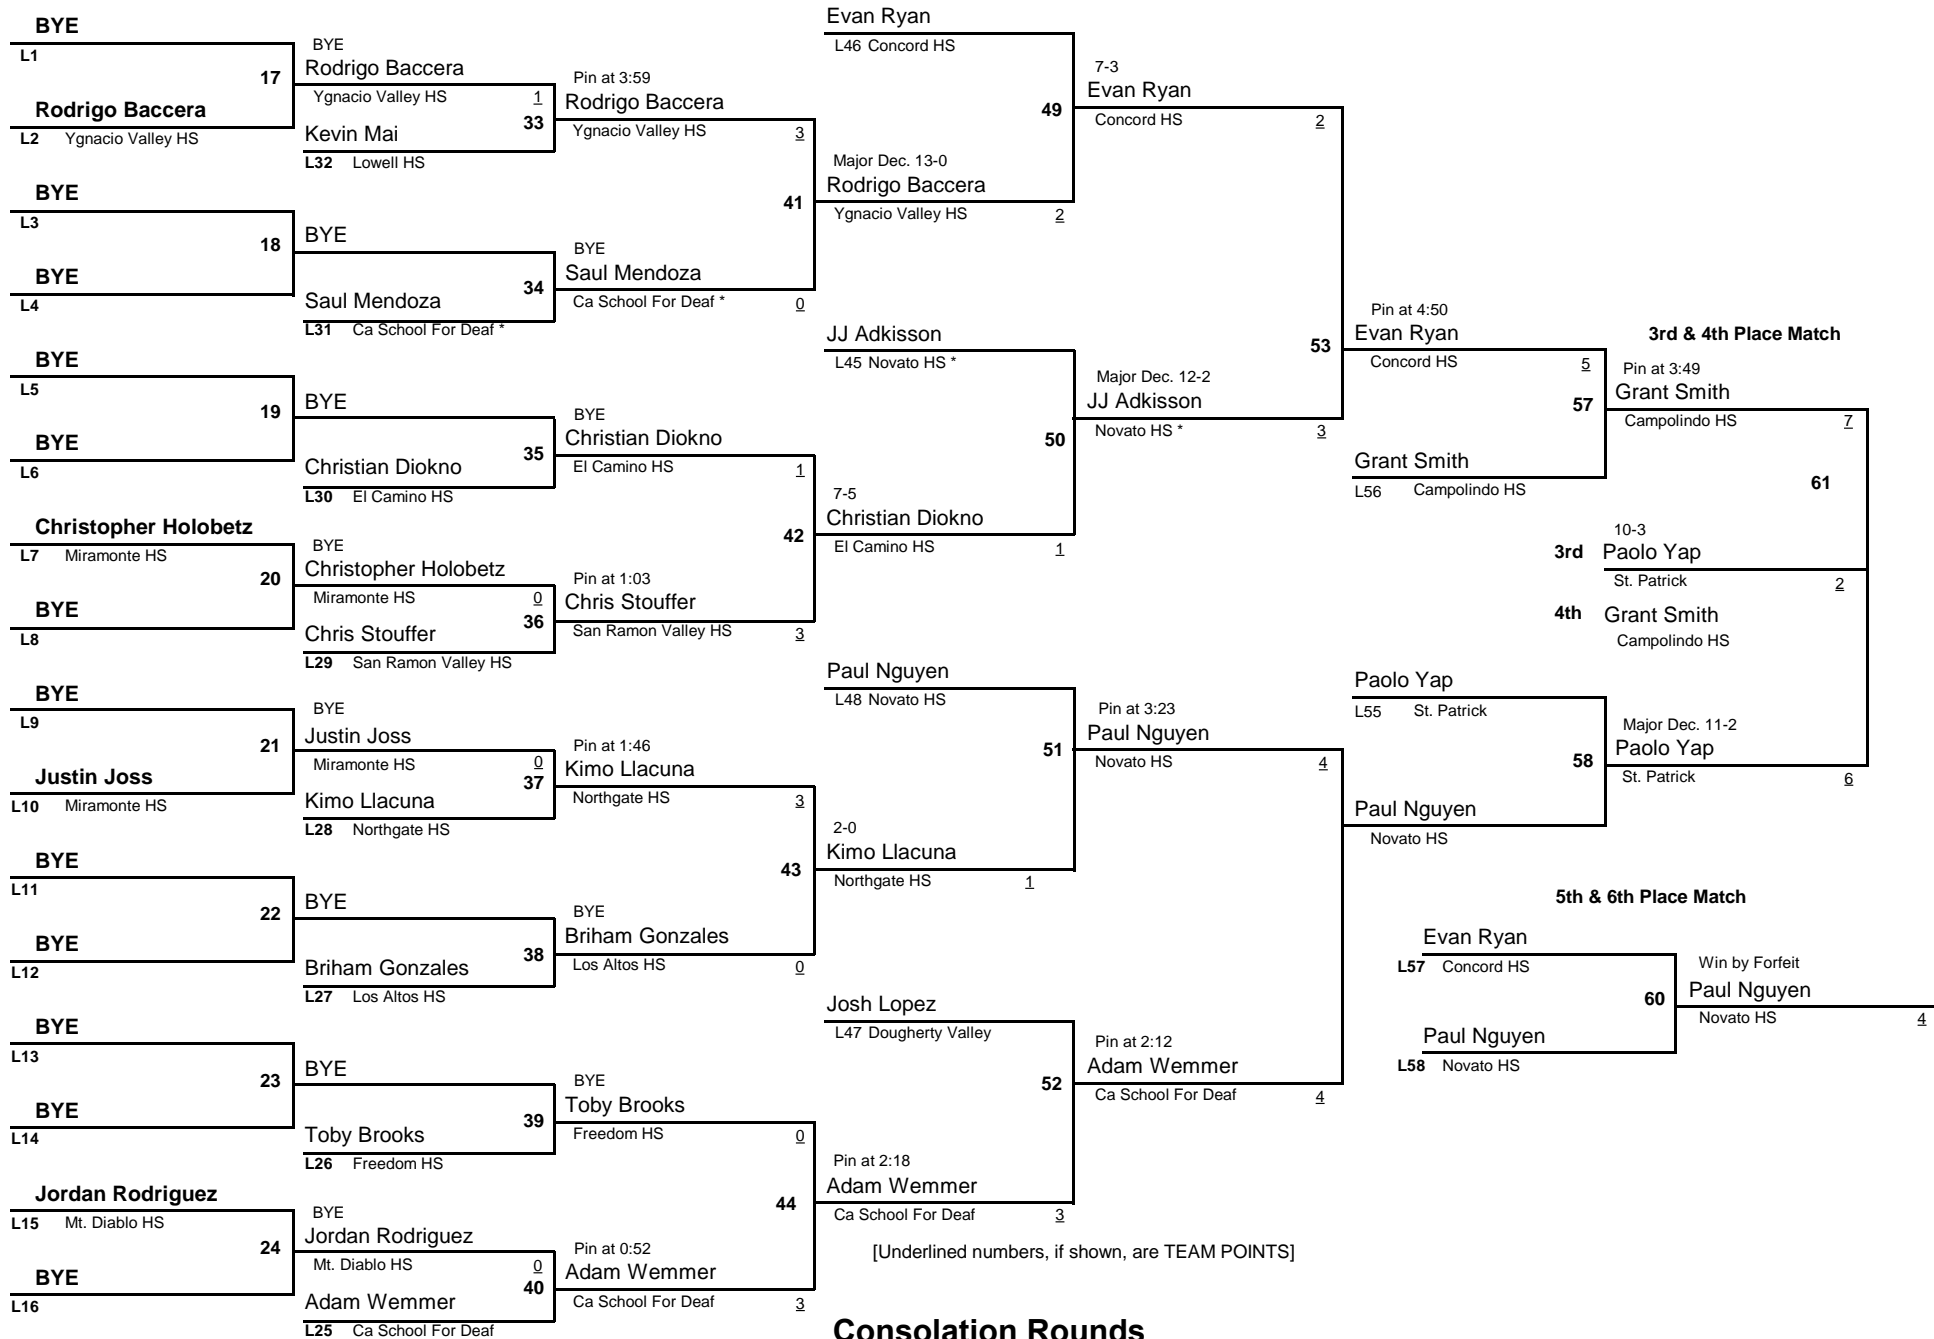 BYE
L1
17
Rodrigo Baccera
L2 Ygnacio Valley HS
BYE
L3
18
BYE
L4
BYE
L5
19
BYE
L6
Christopher Holobetz
L7 Miramonte HS
20
BYE
L8
BYE
L9
21
Justin Joss
L10 Miramonte HS
BYE
L11
22
BYE
L12
BYE
L13
23
BYE
L14
Jordan Rodriguez
L15 Mt. Diablo HS
24
BYE
L16
BYE
Rodrigo Baccera
Ygnacio Valley HS 1
33
Kevin Mai
L32 Lowell HS
BYE
34
Saul Mendoza
L31 Ca School For Deaf *
BYE
35
Christian Diokno
L30 El Camino HS
BYE
Christopher Holobetz
Miramonte HS 0
36
Chris Stouffer
L29 San Ramon Valley HS
BYE
Justin Joss
Miramonte HS 0
37
Kimo Llacuna
L28 Northgate HS
BYE
38
Briham Gonzales
L27 Los Altos HS
BYE
39
Toby Brooks
L26 Freedom HS
BYE
Jordan Rodriguez
Mt. Diablo HS 0
40
Adam Wemmer
L25 Ca School For Deaf
Pin at 3:59
Rodrigo Baccera
Ygnacio Valley HS 3
41
BYE
Saul Mendoza
Ca School For Deaf * 0
BYE
Christian Diokno
El Camino HS 1
42
Pin at 1:03
Chris Stouffer
San Ramon Valley HS 3
Pin at 1:46
Kimo Llacuna
Northgate HS 3
43
BYE
Briham Gonzales
Los Altos HS 0
BYE
Toby Brooks
Freedom HS 0
44
Pin at 0:52
Adam Wemmer
Ca School For Deaf 3
Evan Ryan
L46 Concord HS
49
Major Dec. 13-0
Rodrigo Baccera
Ygnacio Valley HS 2
JJ Adkisson
L45 Novato HS *
50
7-5
Christian Diokno
El Camino HS 1
Paul Nguyen
L48 Novato HS
51
2-0
Kimo Llacuna
Northgate HS 1
Josh Lopez
L47 Dougherty Valley
52
Pin at 2:18
Adam Wemmer
Ca School For Deaf 3
[Underlined numbers, if shown, are TEAM POINTS]
Consolation Rounds
7-3
Evan Ryan
Concord HS 2
53
Major Dec. 12-2
JJ Adkisson
Novato HS * 3
Pin at 3:23
Paul Nguyen
Novato HS 4
Pin at 2:12
Adam Wemmer
Ca School For Deaf 4
Pin at 4:50
Evan Ryan
Concord HS 5
57
Grant Smith
L56 Campolindo HS
Paolo Yap
L55 St. Patrick
58
Paul Nguyen
Novato HS
3rd & 4th Place Match
Pin at 3:49
Grant Smith
Campolindo HS 7
61
10-3
3rd Paolo Yap
St. Patrick 2
4th Grant Smith
Campolindo HS
Major Dec. 11-2
Paolo Yap
St. Patrick 6
5th & 6th Place Match
Evan Ryan
L57 Concord HS
60
Paul Nguyen
L58 Novato HS
Win by Forfeit
Paul Nguyen
Novato HS 4